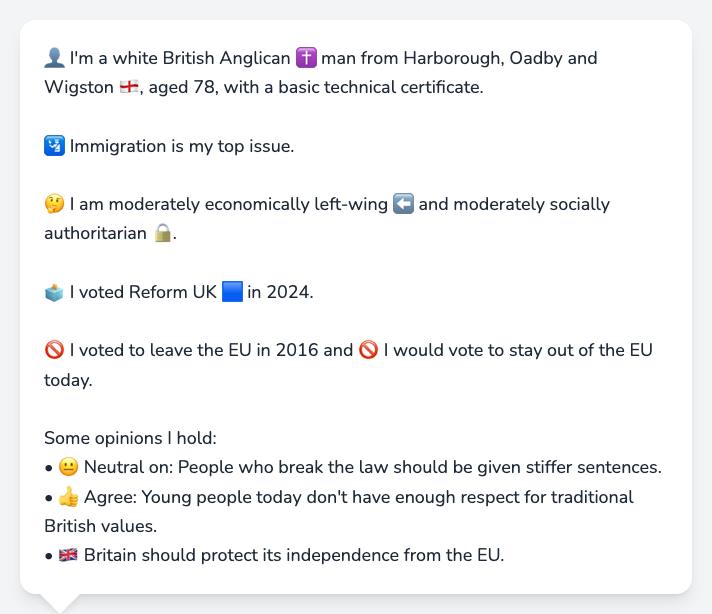 👤 I'm a white British Anglican ✝️ man from Harborough, Oadby and
Wigston 🏴󠁧󠁢󠁥󠁮󠁧󠁿, aged 78, with a basic technical certificate.
🛂 Immigration is my top issue.
🤔 I am moderately economically left-wing ⬅️ and moderately socially
authoritarian 🔒.
🗳️ I voted Reform UK 🟦 in 2024.
🚫 I voted to leave the EU in 2016 and 🚫 I would vote to stay out of the EU
today.
Some opinions I hold:
• 😐 Neutral on: People who break the law should be given stiffer sentences.
• 👍 Agree: Young people today don't have enough respect for traditional
British values.
• 🇬🇧 Britain should protect its independence from the EU.